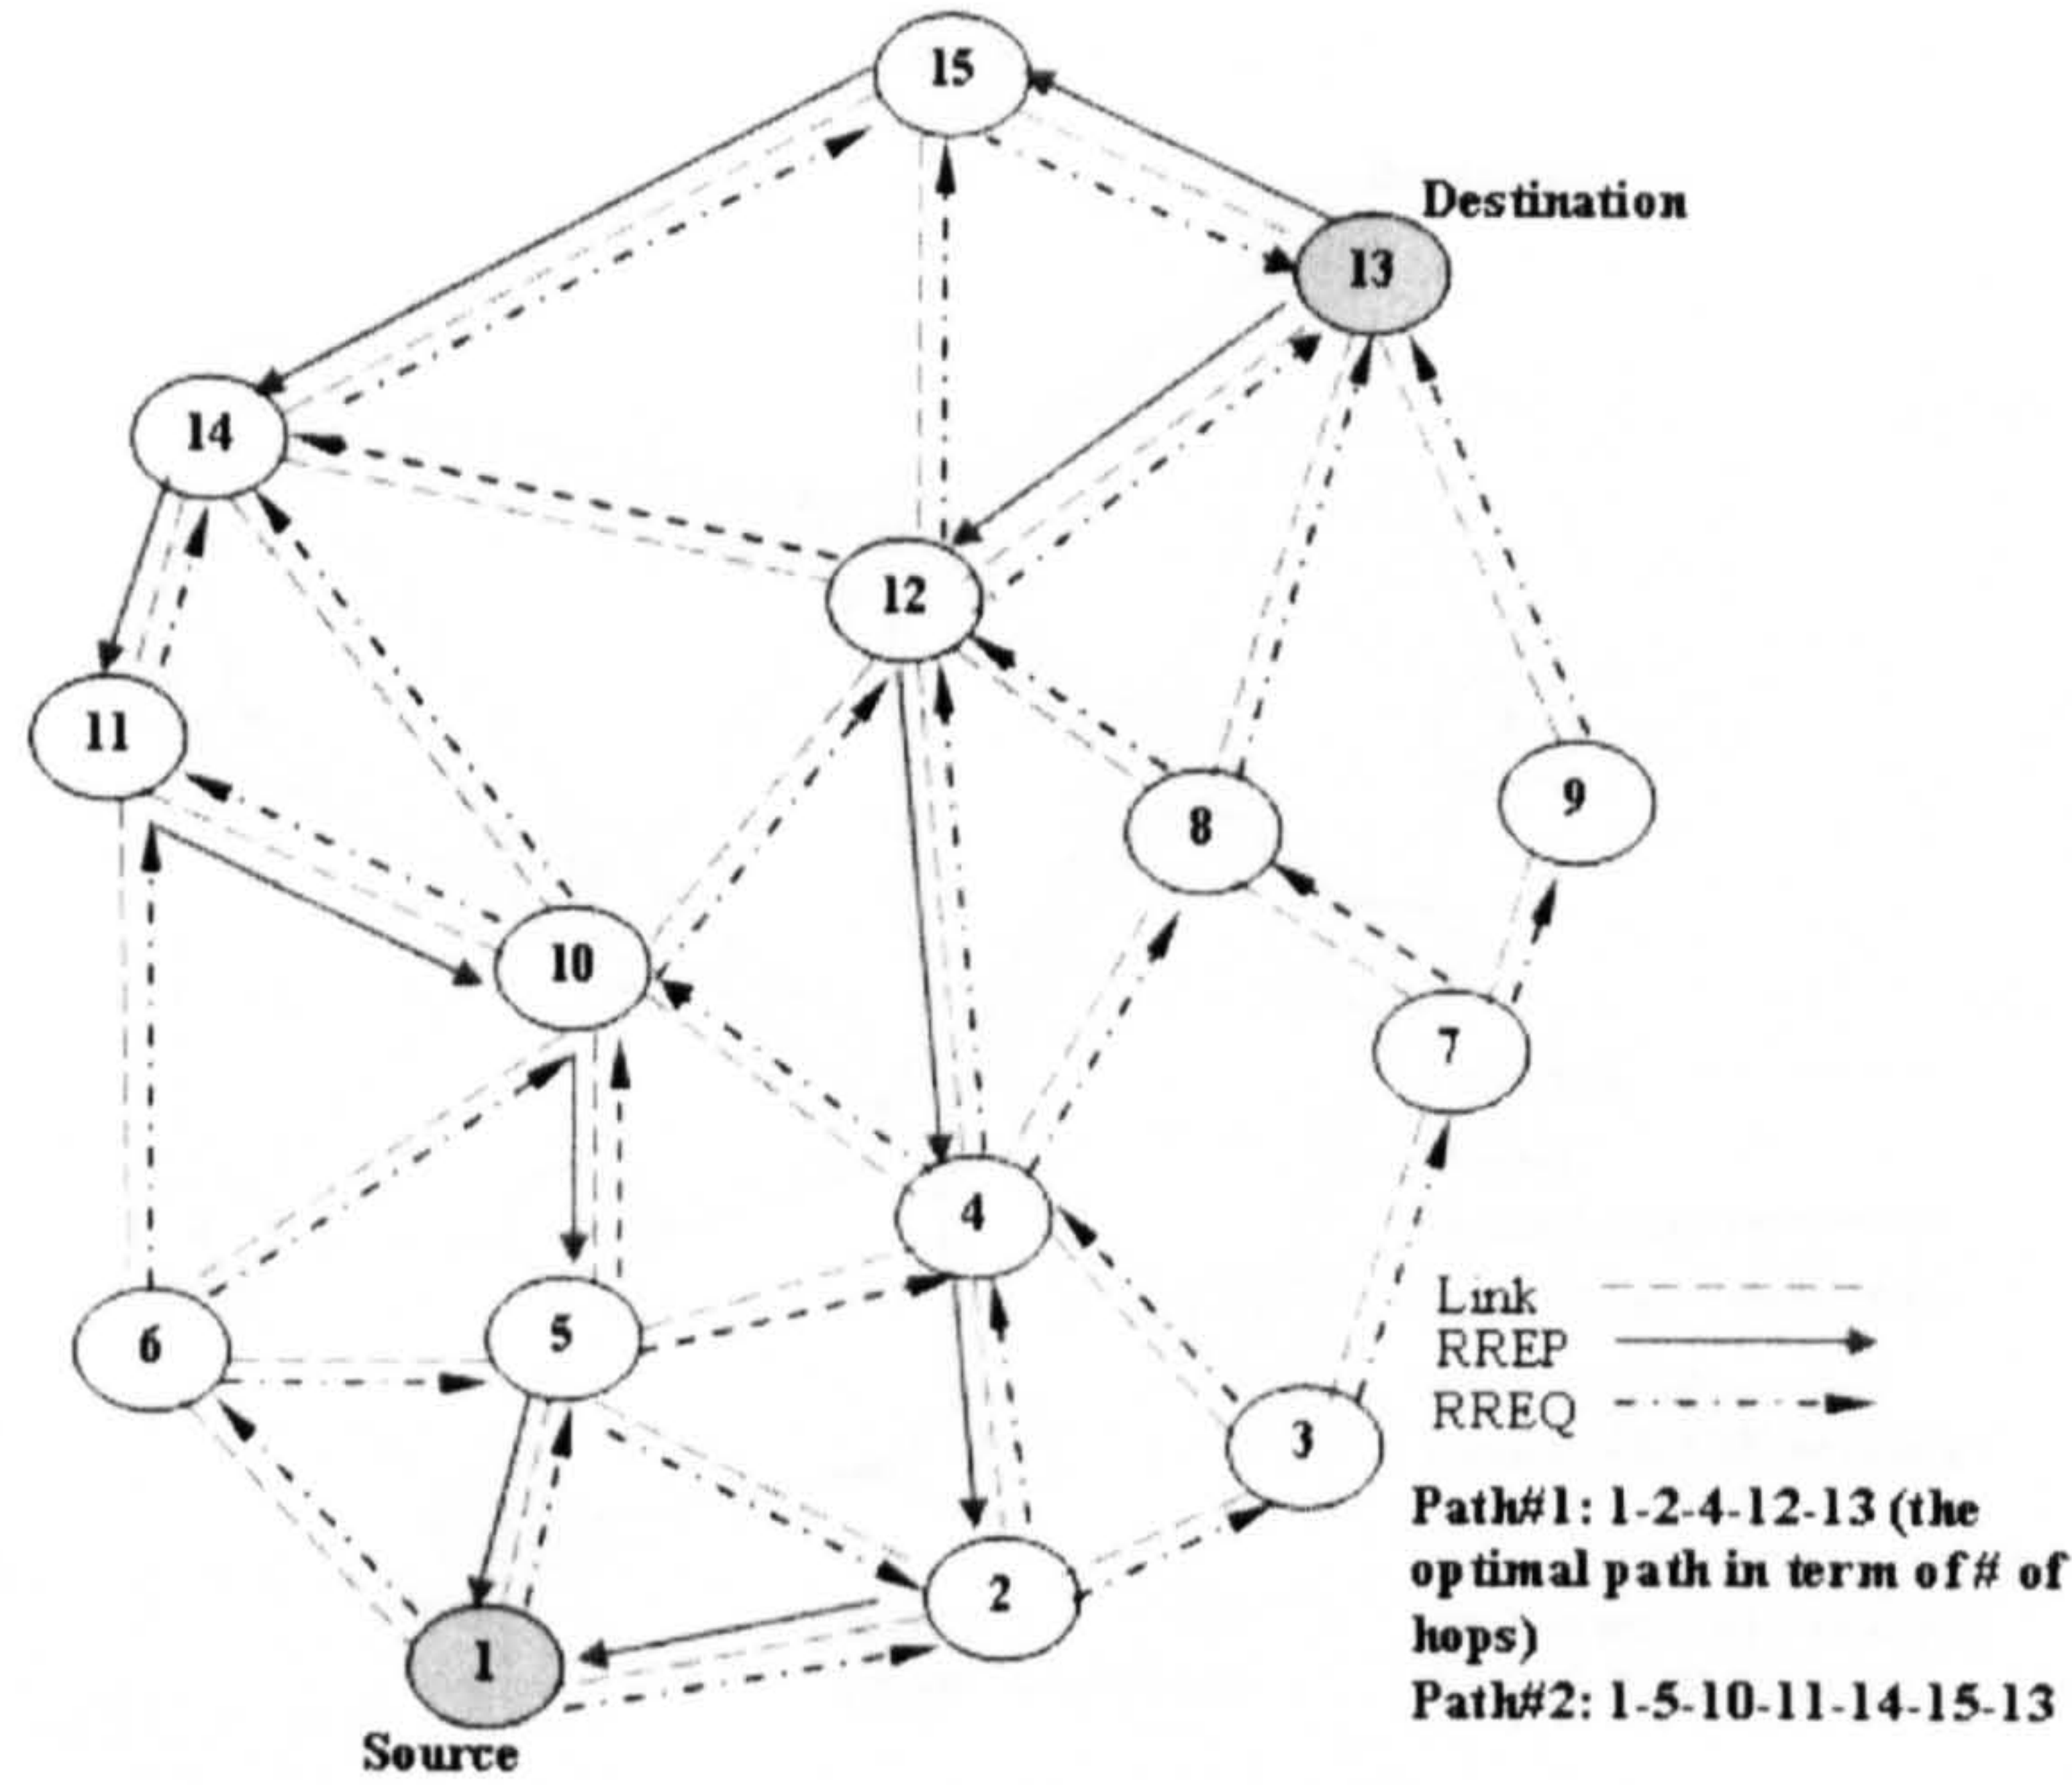 15
Destination
13
14
12
11
9
8
10
7
4
6
5
3
2
1
Source
Link
RREP
RREQ
Path#1: 1-2-4-12-13 (the
optimal path in term of # of
hops)
Path#2: 1-5-10-11-14-15-13